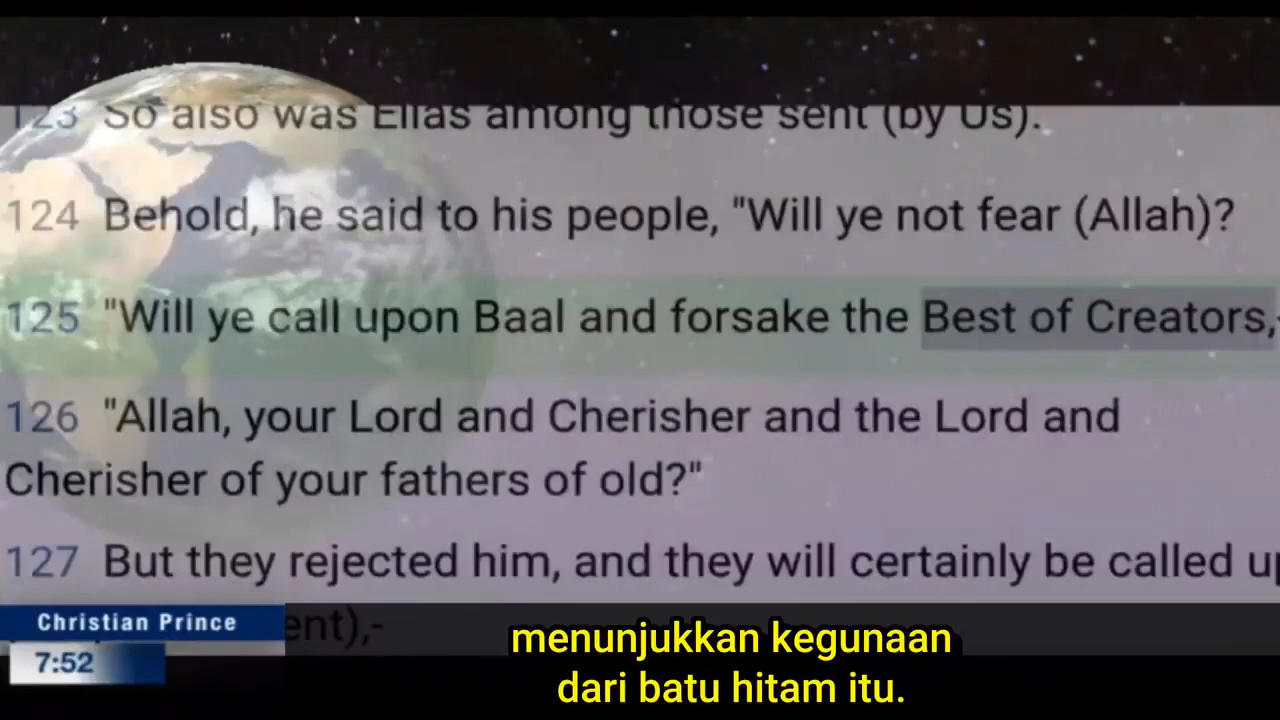 123 So also was Elias among those sent (by Us).
124 Behold, he said to his people, "Will ye not fear (Allah)?
125 "Will ye call upon Baal and forsake the Best of Creators,-
126 "Allah, your Lord and Cherisher and the Lord and
Cherisher of your fathers of old?"
127 But they rejected him, and they will certainly be called up
ent),-
Christian Prince
7:52
menunjukkan kegunaan
dari batu hitam itu.